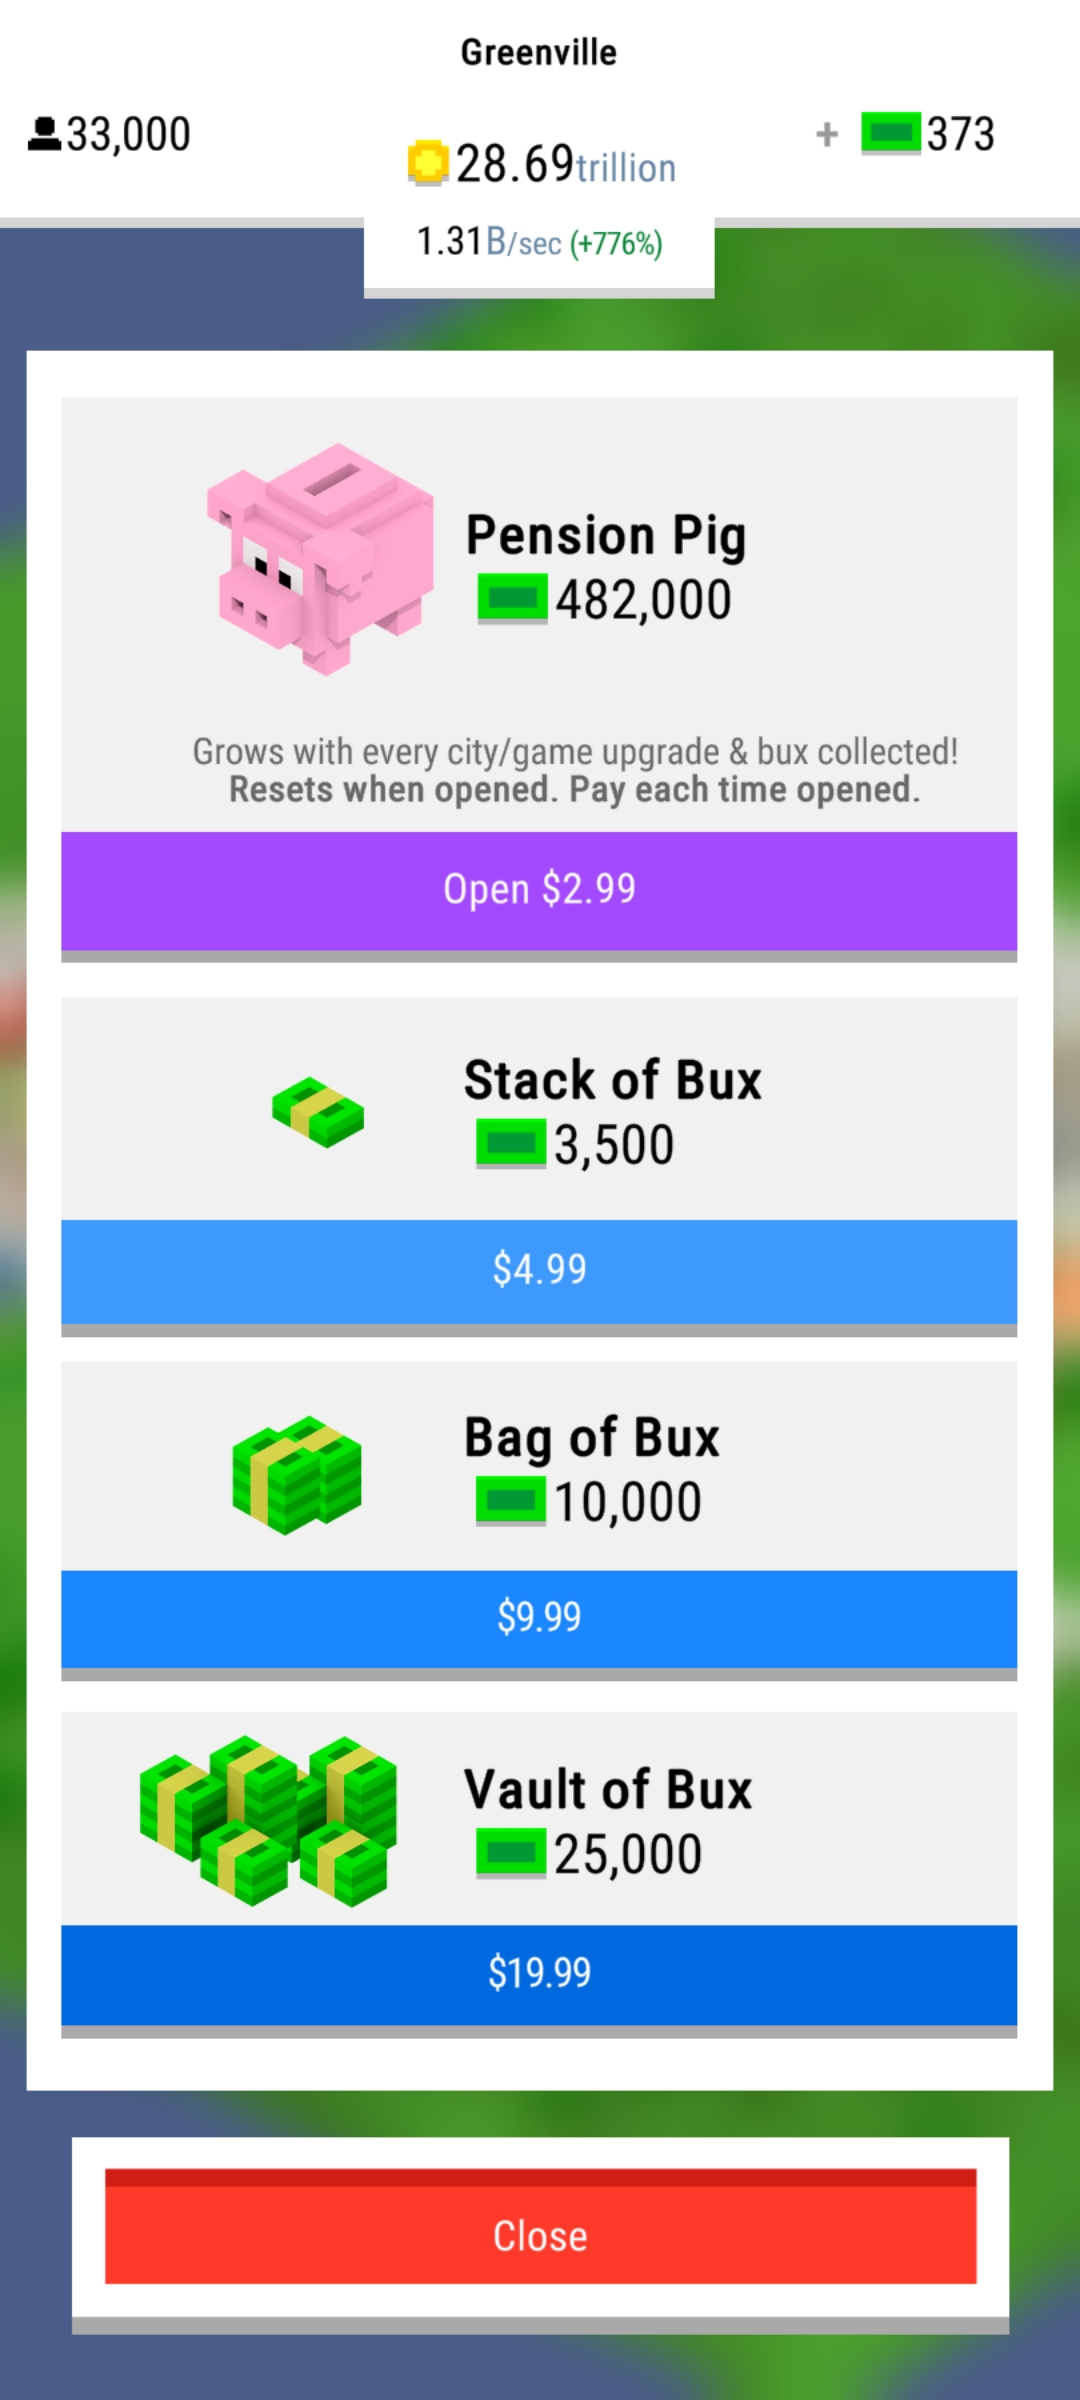 Greenville
33,000
28.69trillion
+ 373
1.31B/sec (+776%)
Pension Pig
482,000
Grows with every city/game upgrade & bux collected!
Resets when opened. Pay each time opened.
Open $2.99
Stack of Bux
3,500
$4.99
Bag of Bux
10,000
$9.99
Vault of Bux
25,000
$19.99
Close